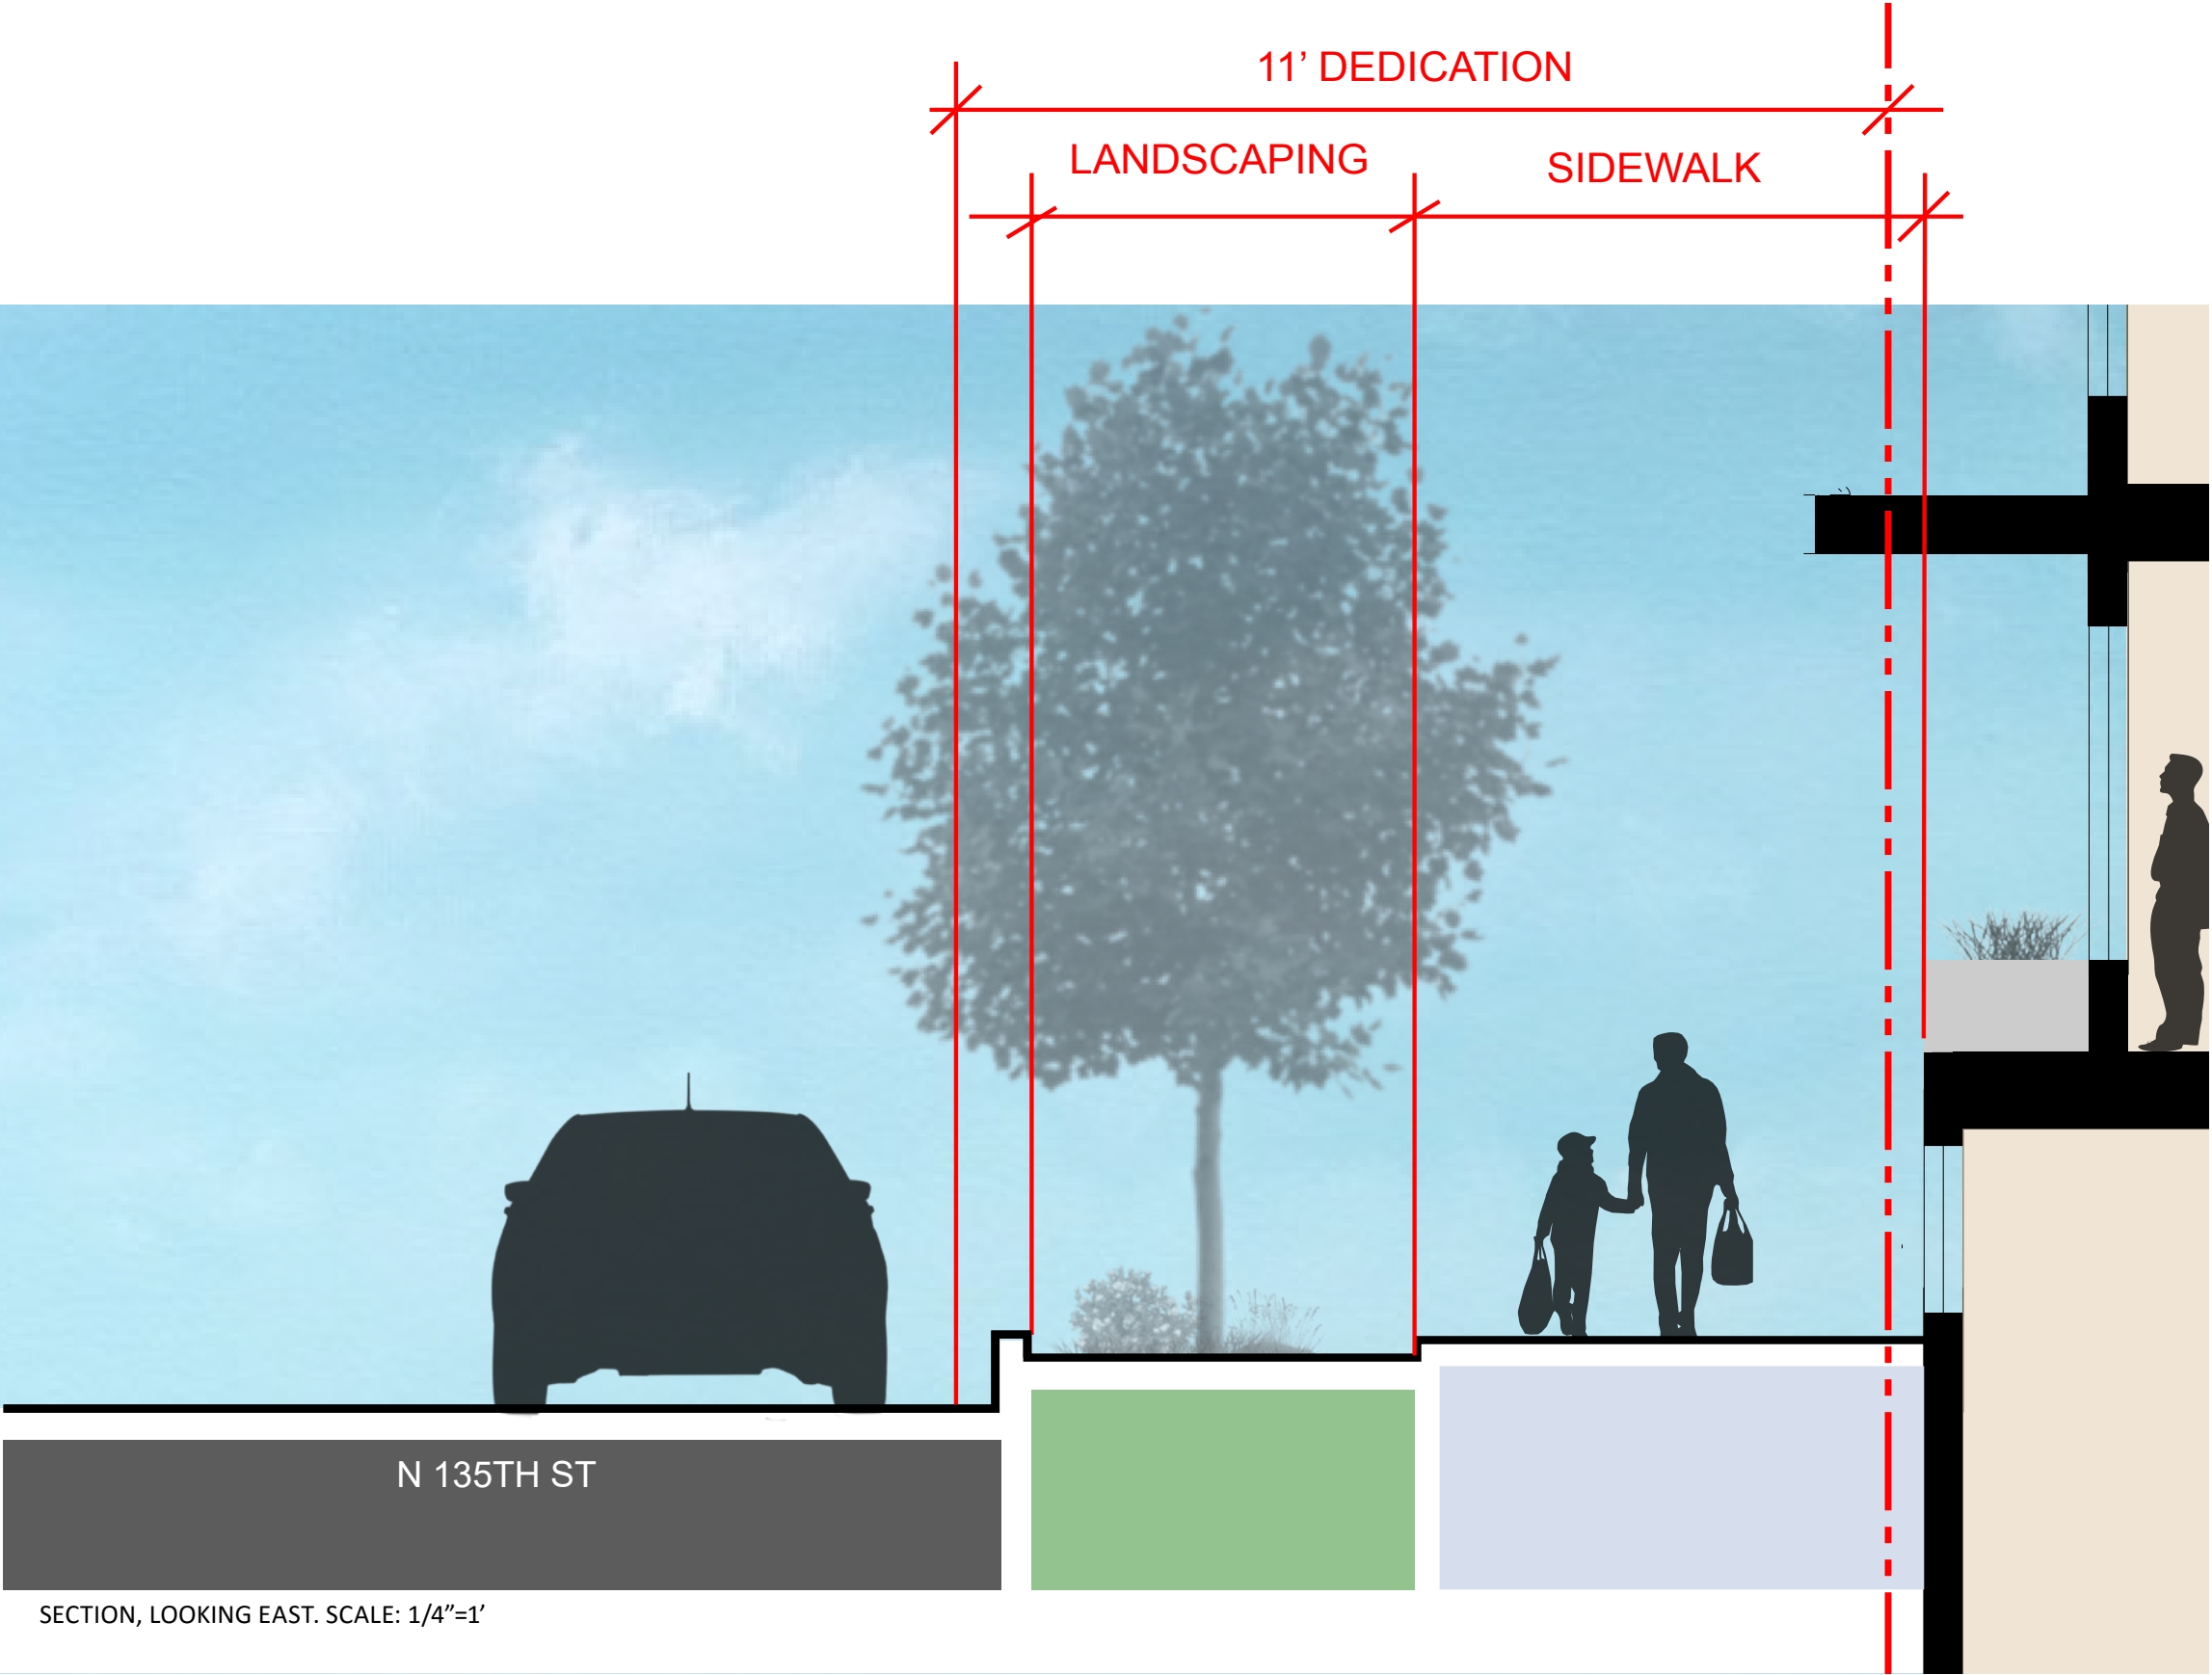 11’ DEDICATION
LANDSCAPING
SIDEWALK
N 135TH ST
SECTION, LOOKING EAST. SCALE: 1/4”=1’